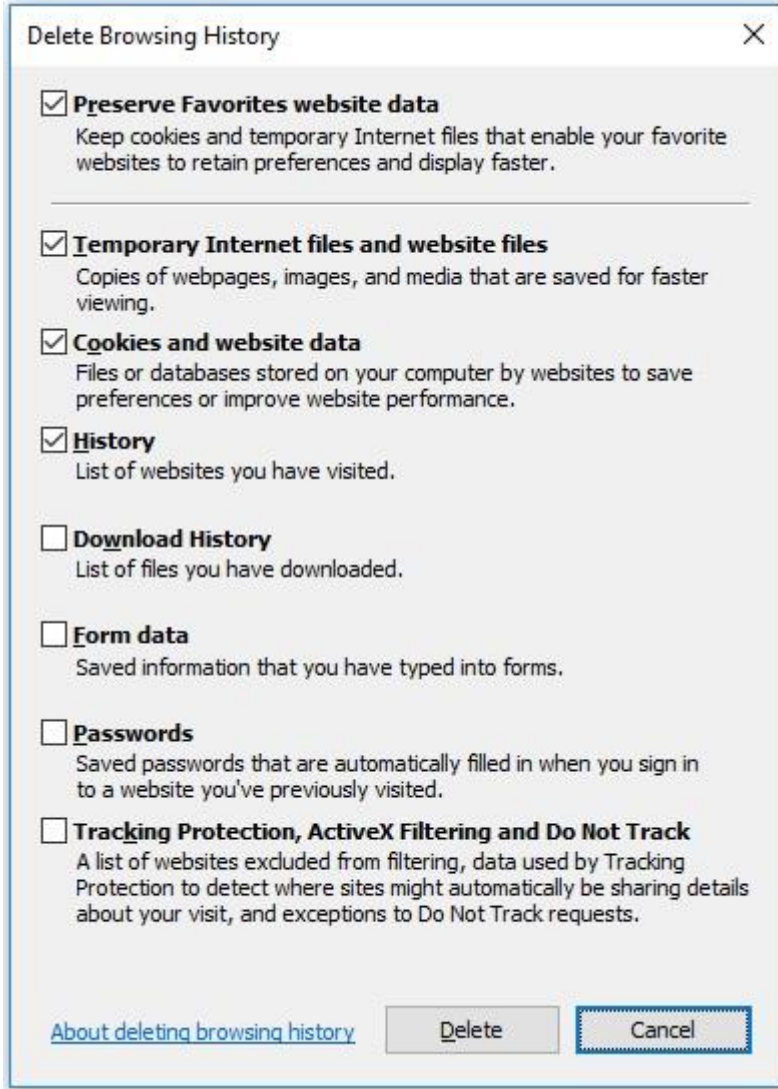 Delete Browsing History
Preserve Favorites website data
Keep cookies and temporary Internet files that enable your favorite
websites to retain preferences and display faster.
Temporary Internet files and website files
Copies of webpages, images, and media that are saved for faster
viewing.
Cookies and website data
Files or databases stored on your computer by websites to save
preferences or improve website performance.
History
List of websites you have visited.
Download History
List of files you have downloaded.
Form data
Saved information that you have typed into forms.
Passwords
Saved passwords that are automatically filled in when you sign in
to a website you've previously visited.
Tracking Protection, ActiveX Filtering and Do Not Track
A list of websites excluded from filtering, data used by Tracking
Protection to detect where sites might automatically be sharing details
about your visit, and exceptions to Do Not Track requests.
About deleting browsing history
Delete
Cancel